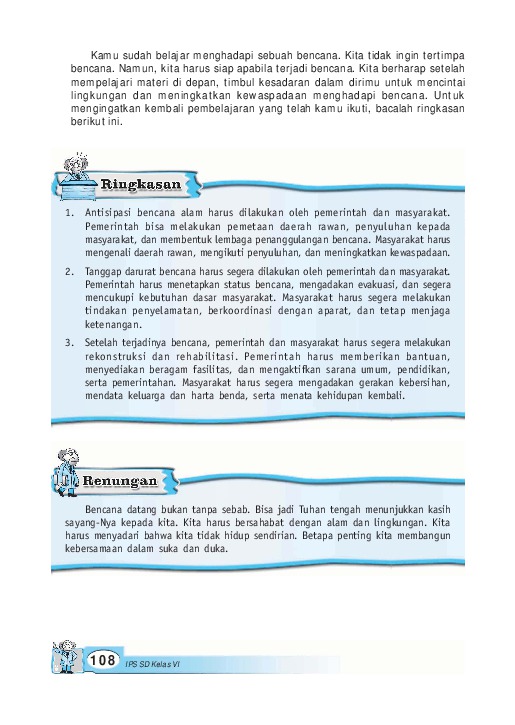 Kamu sudah belajar menghadapi sebuah bencana. Kita tidak ingin tertimpa
bencana. Namun, kita harus siap apabila terjadi bencana. Kita berharap setelah
mempelajari materi di depan, timbul kesadaran dalam dirimu untuk mencintai
lingkungan dan meningkatkan kewaspadaan menghadapi bencana. Untuk
mengingatkan kembali pembelajaran yang telah kamu ikuti, bacalah ringkasan
berikut ini.
Ringkasan
1. Antisipasi bencana alam harus dilakukan oleh pemerintah dan masyarakat.
Pemerintah bisa melakukan pemetaan daerah rawan, penyuluhan kepada
masyarakat, dan membentuk lembaga penanggulangan bencana. Masyarakat harus
mengenali daerah rawan, mengikuti penyuluhan, dan meningkatkan kewaspadaan.
2. Tanggap darurat bencana harus segera dilakukan oleh pemerintah dan masyarakat.
Pemerintah harus menetapkan status bencana, mengadakan evakuasi, dan segera
mencukupi kebutuhan dasar masyarakat. Masyarakat harus segera melakukan
tindakan penyelamatan, berkoordinasi dengan aparat, dan tetap menjaga
ketenangan.
3. Setelah terjadinya bencana, pemerintah dan masyarakat harus segera melakukan
rekonstruksi dan rehabilitasi. Pemerintah harus memberikan bantuan,
menyediakan beragam fasilitas, dan mengaktifkan sarana umum, pendidikan,
serta pemerintahan. Masyarakat harus segera mengadakan gerakan kebersihan,
mendata keluarga dan harta benda, serta menata kehidupan kembali.
Renungan
Bencana datang bukan tanpa sebab. Bisa jadi Tuhan tengah menunjukkan kasih
sayang-Nya kepada kita. Kita harus bersahabat dengan alam dan lingkungan. Kita
harus menyadari bahwa kita tidak hidup sendirian. Betapa penting kita membangun
kebersamaan dalam suka dan duka.
108 IPS SD Kelas VI